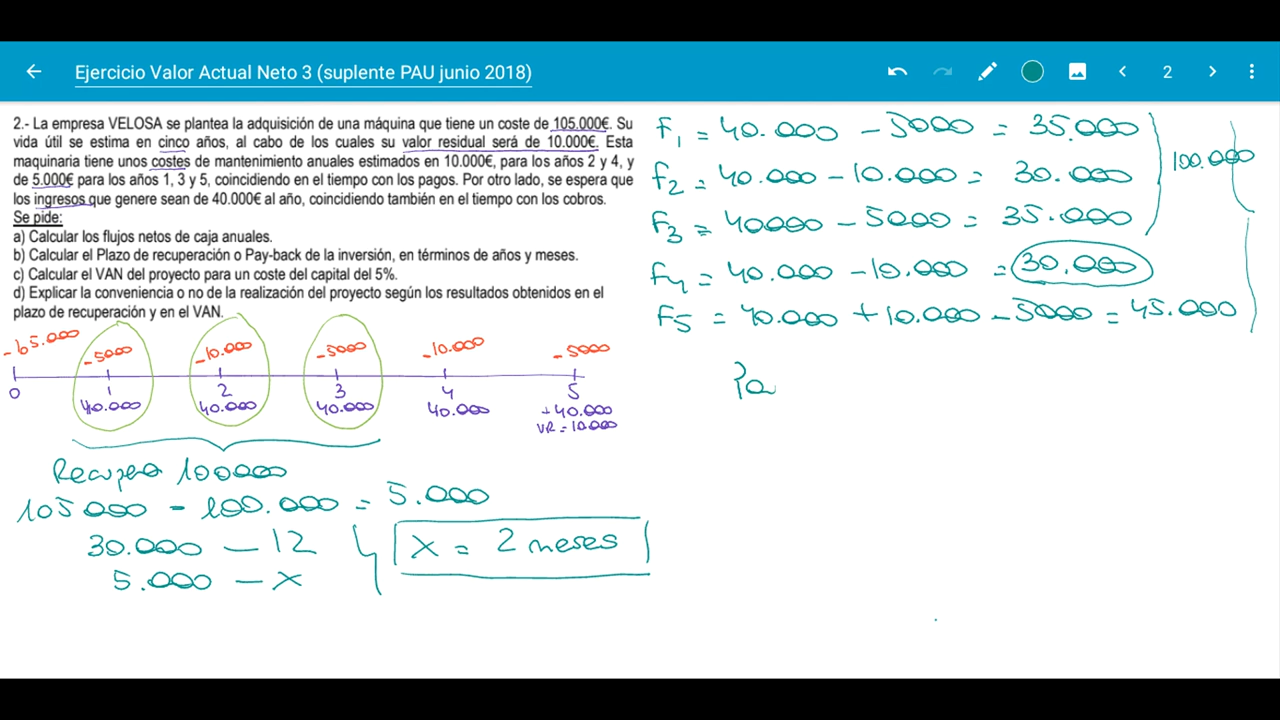 Ejercicio Valor Actual Neto 3 (suplente PAU junio 2018)
2
2.- La empresa VELOSA se plantea la adquisición de una máquina que tiene un coste de 105.000€. Su
vida útil se estima en cinco años, al cabo de los cuales su valor residual será de 10.000€. Esta
maquinaria tiene unos costes de mantenimiento anuales estimados en 10.000€, para los años 2 y 4, y
de 5.000€ para los años 1, 3 y 5, coincidiendo en el tiempo con los pagos. Por otro lado, se espera que
los ingresos que genere sean de 40.000€ al año, coincidiendo también en el tiempo con los cobros.
Se pide:
a) Calcular los flujos netos de caja anuales.
b) Calcular el Plazo de recuperación o Pay-back de la inversión, en términos de años y meses.
c) Calcular el VAN del proyecto para un coste del capital del 5%.
d) Explicar la conveniencia o no de la realización del proyecto según los resultados obtenidos en el
plazo de recuperación y en el VAN.
-65.000 -5000 -10.000 -5000 -10.000 -5000
0 1 2 3 4 5
40.000 40.000 40.000 40.000 +40.000
VR = 10.000
Recupero 100000
105000 - 100.000 = 5.000
30.000 — 12
5.000 — x
x = 2 meses
F1 = 40.000 - 5000 = 35.000
F2 = 40.000 - 10.000 = 30.000
F3 = 40000 - 5000 = 35.000
100.000
F4 = 40.000 - 10.000 = 30.000
F5 = 40.000 + 10.000 - 5000 = 45.000
Pa